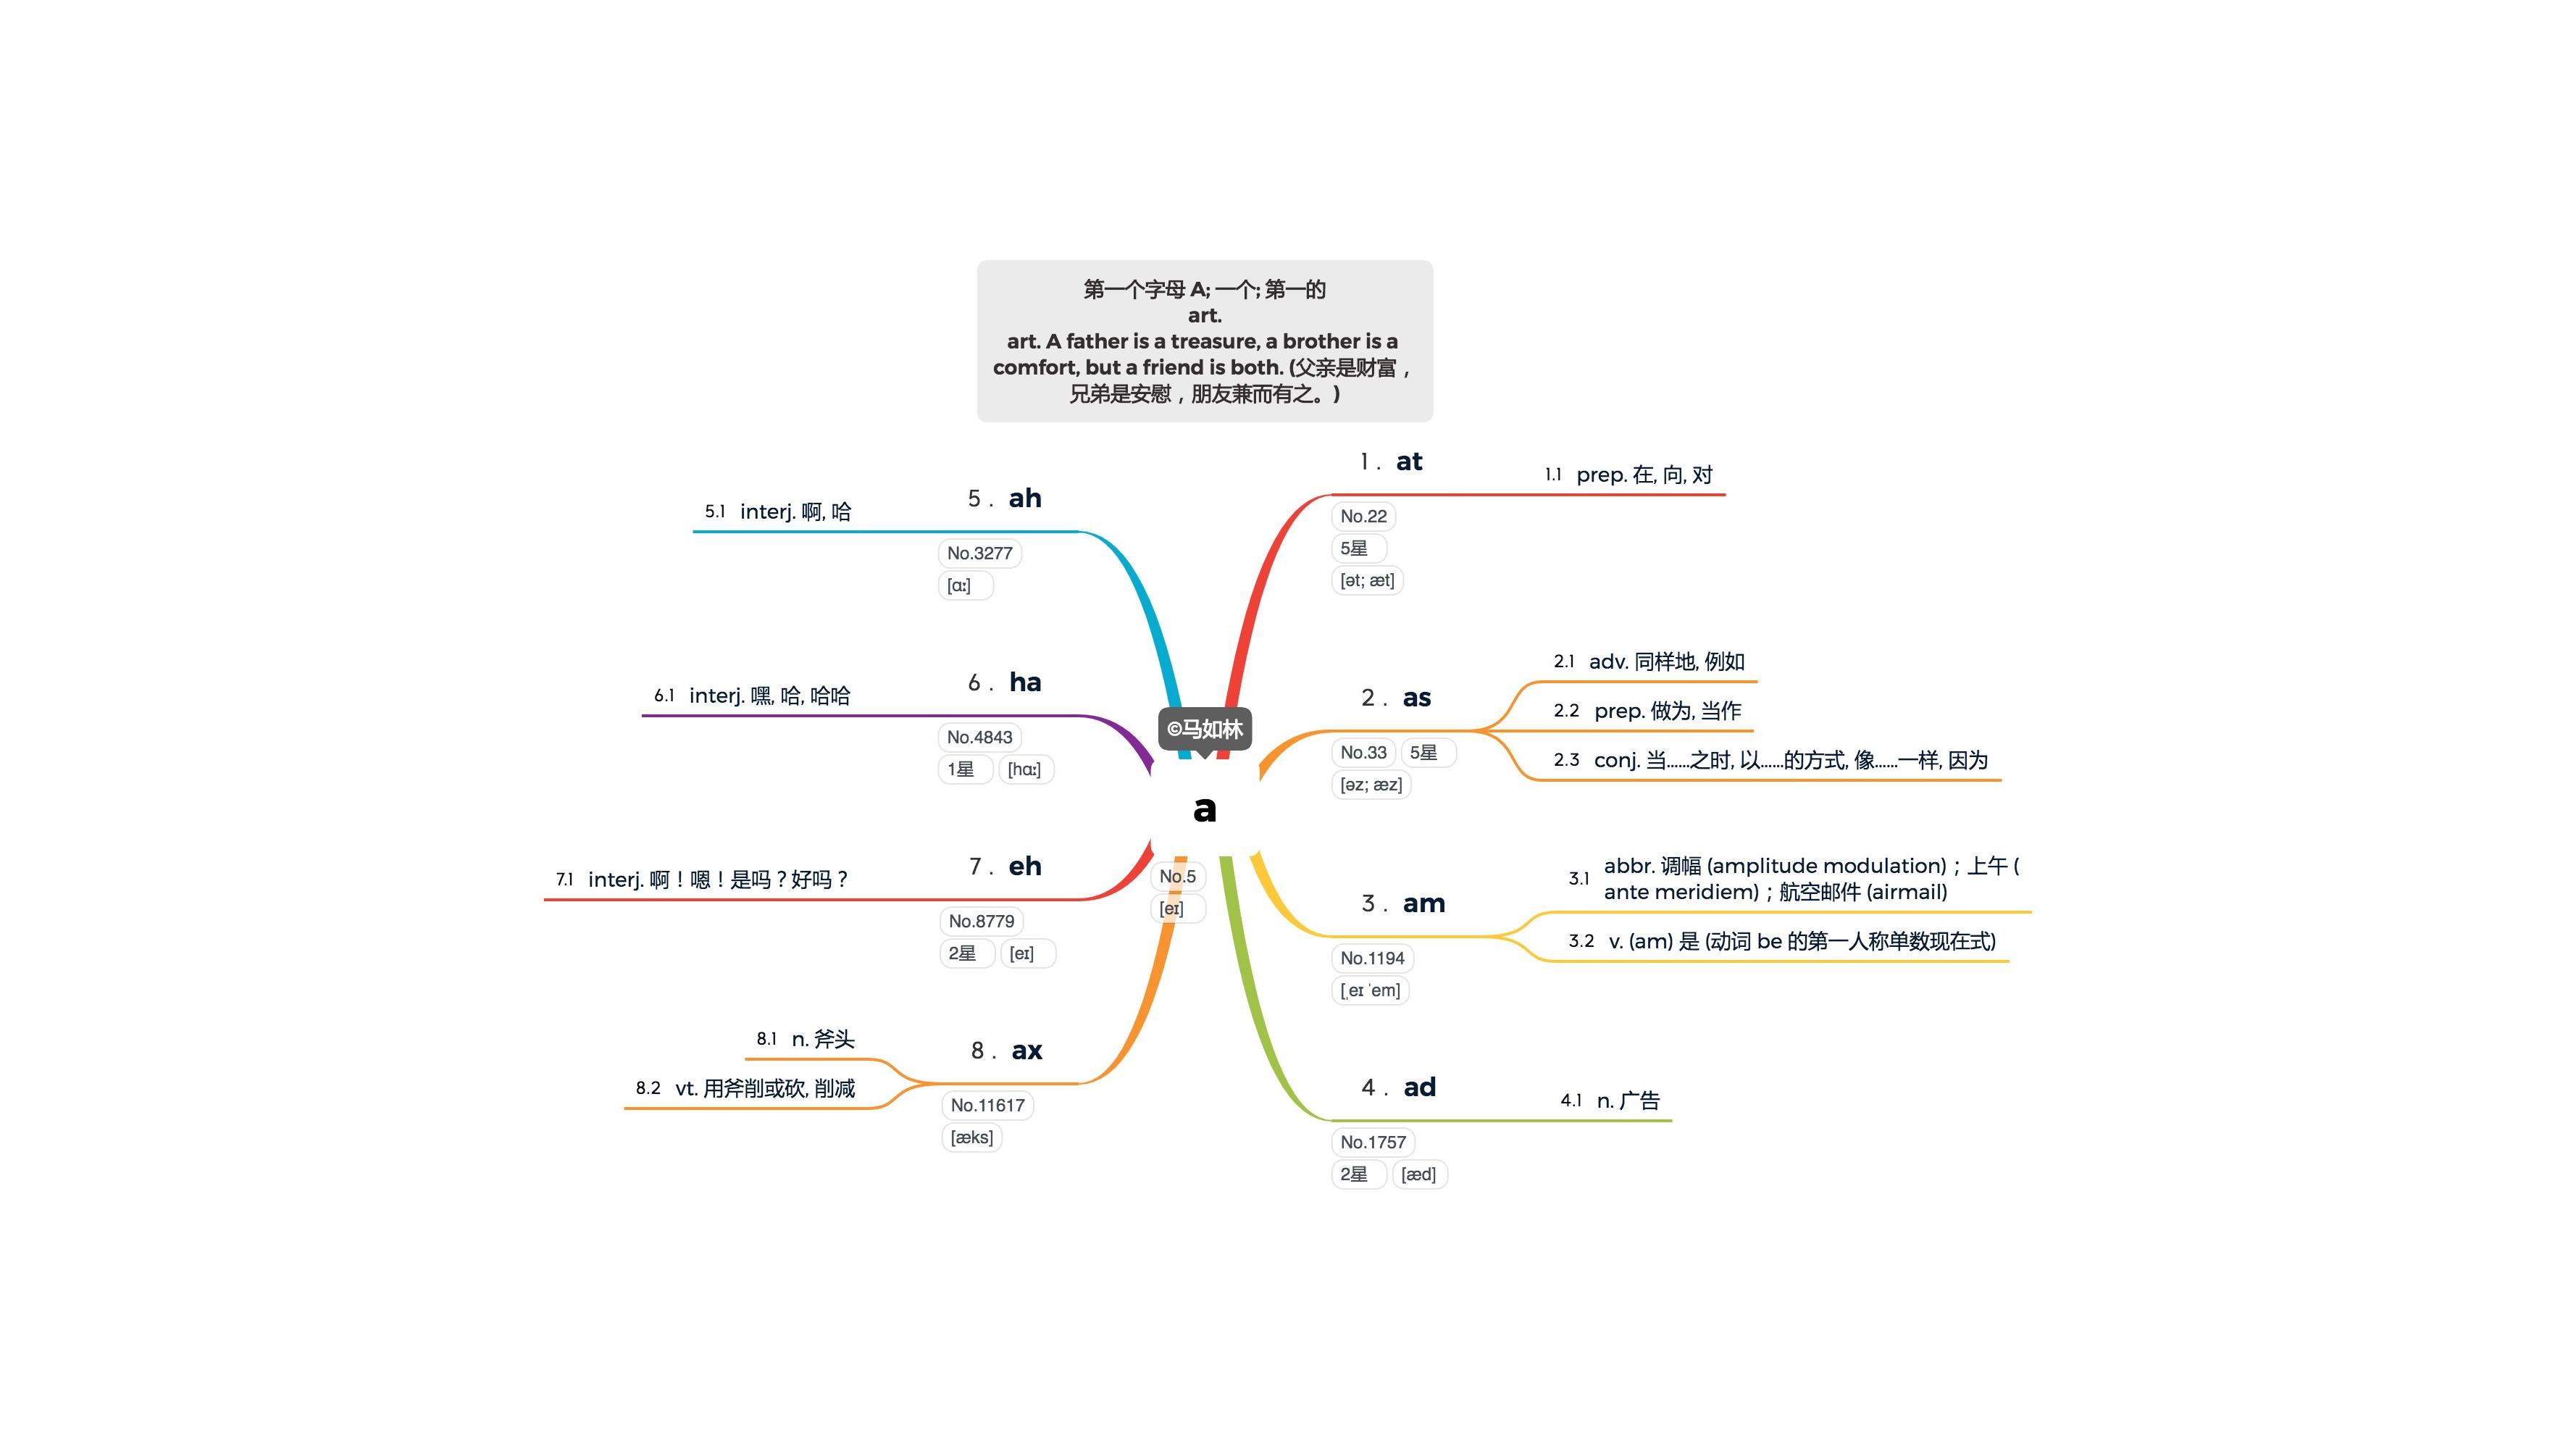 第一个字母 A; 一个; 第一的
art.
art. A father is a treasure, a brother is a
comfort, but a friend is both. (父亲是财富，
兄弟是安慰，朋友兼而有之。)
©马如林
a
No.5
[eɪ]
1 . at
No.22
5星
[ət; æt]
1.1 prep. 在, 向, 对
2 . as
No.33 5星
[əz; æz]
2.1 adv. 同样地, 例如
2.2 prep. 做为, 当作
2.3 conj. 当……之时, 以……的方式, 像……一样, 因为
3 . am
No.1194
[ˌeɪ ˈem]
3.1 abbr. 调幅 (amplitude modulation)；上午 (
ante meridiem)；航空邮件 (airmail)
3.2 v. (am) 是 (动词 be 的第一人称单数现在式)
4 . ad
No.1757
2星 [æd]
4.1 n. 广告
5 . ah
No.3277
[ɑː]
5.1 interj. 啊, 哈
6 . ha
No.4843
1星 [hɑː]
6.1 interj. 嘿, 哈, 哈哈
7 . eh
No.8779
2星 [eɪ]
7.1 interj. 啊！嗯！是吗？好吗？
8 . ax
No.11617
[æks]
8.1 n. 斧头
8.2 vt. 用斧削或砍, 削减